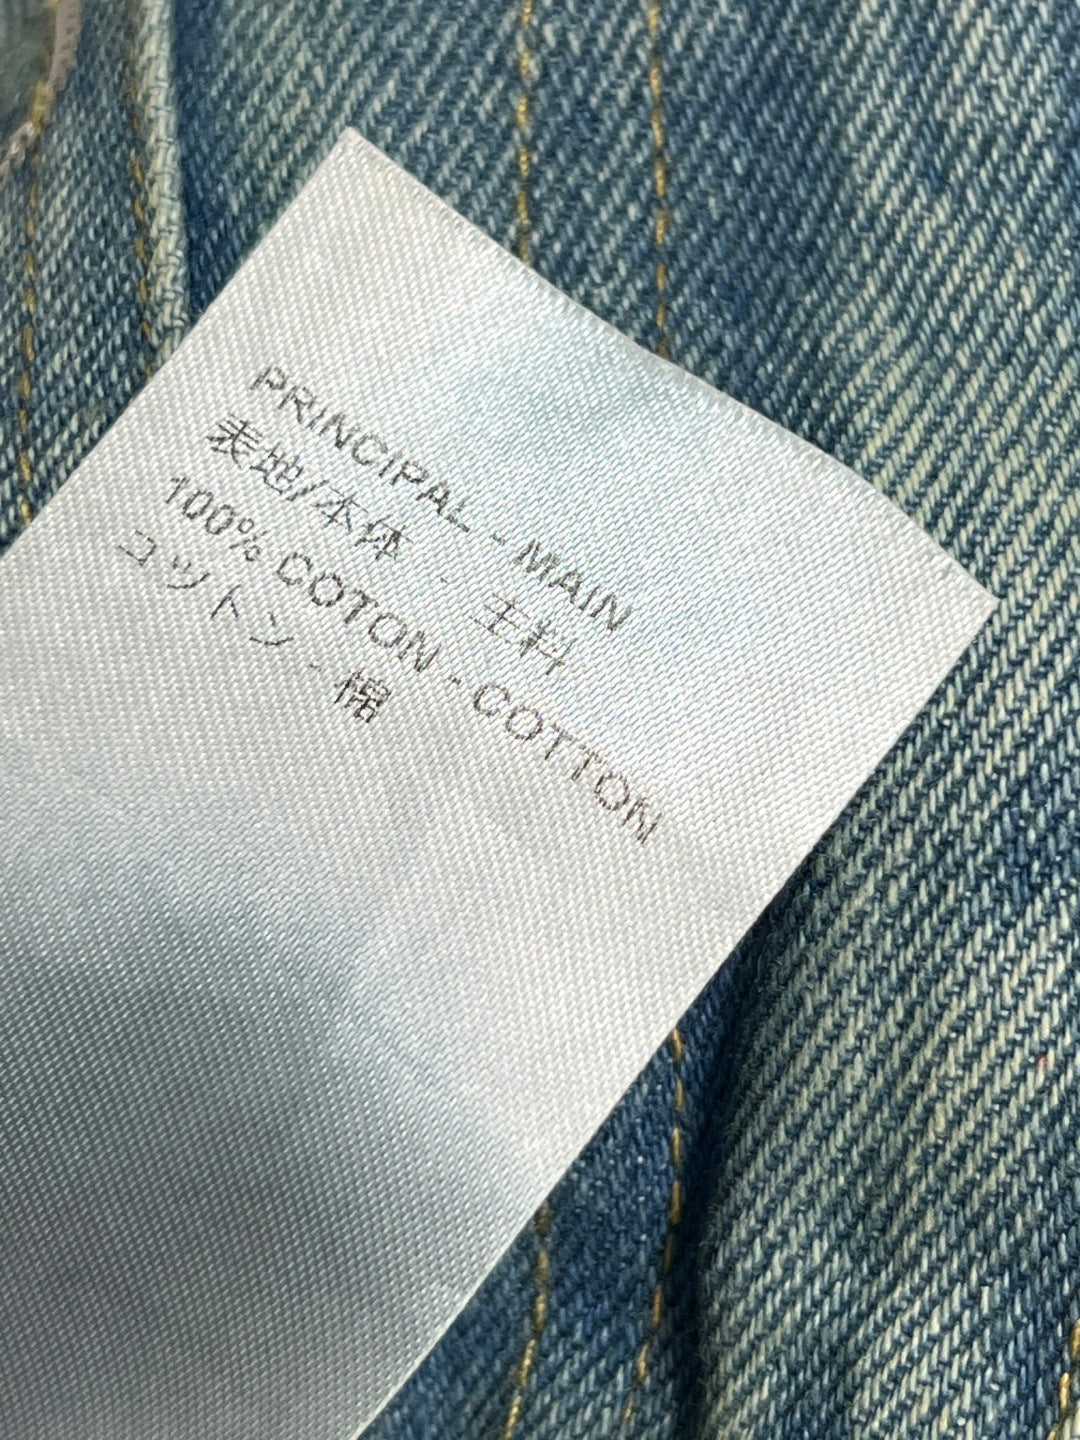 PRINCIPAL - MAIN
表地/本体 - 主料
100% COTON - COTTON
コットン - 棉